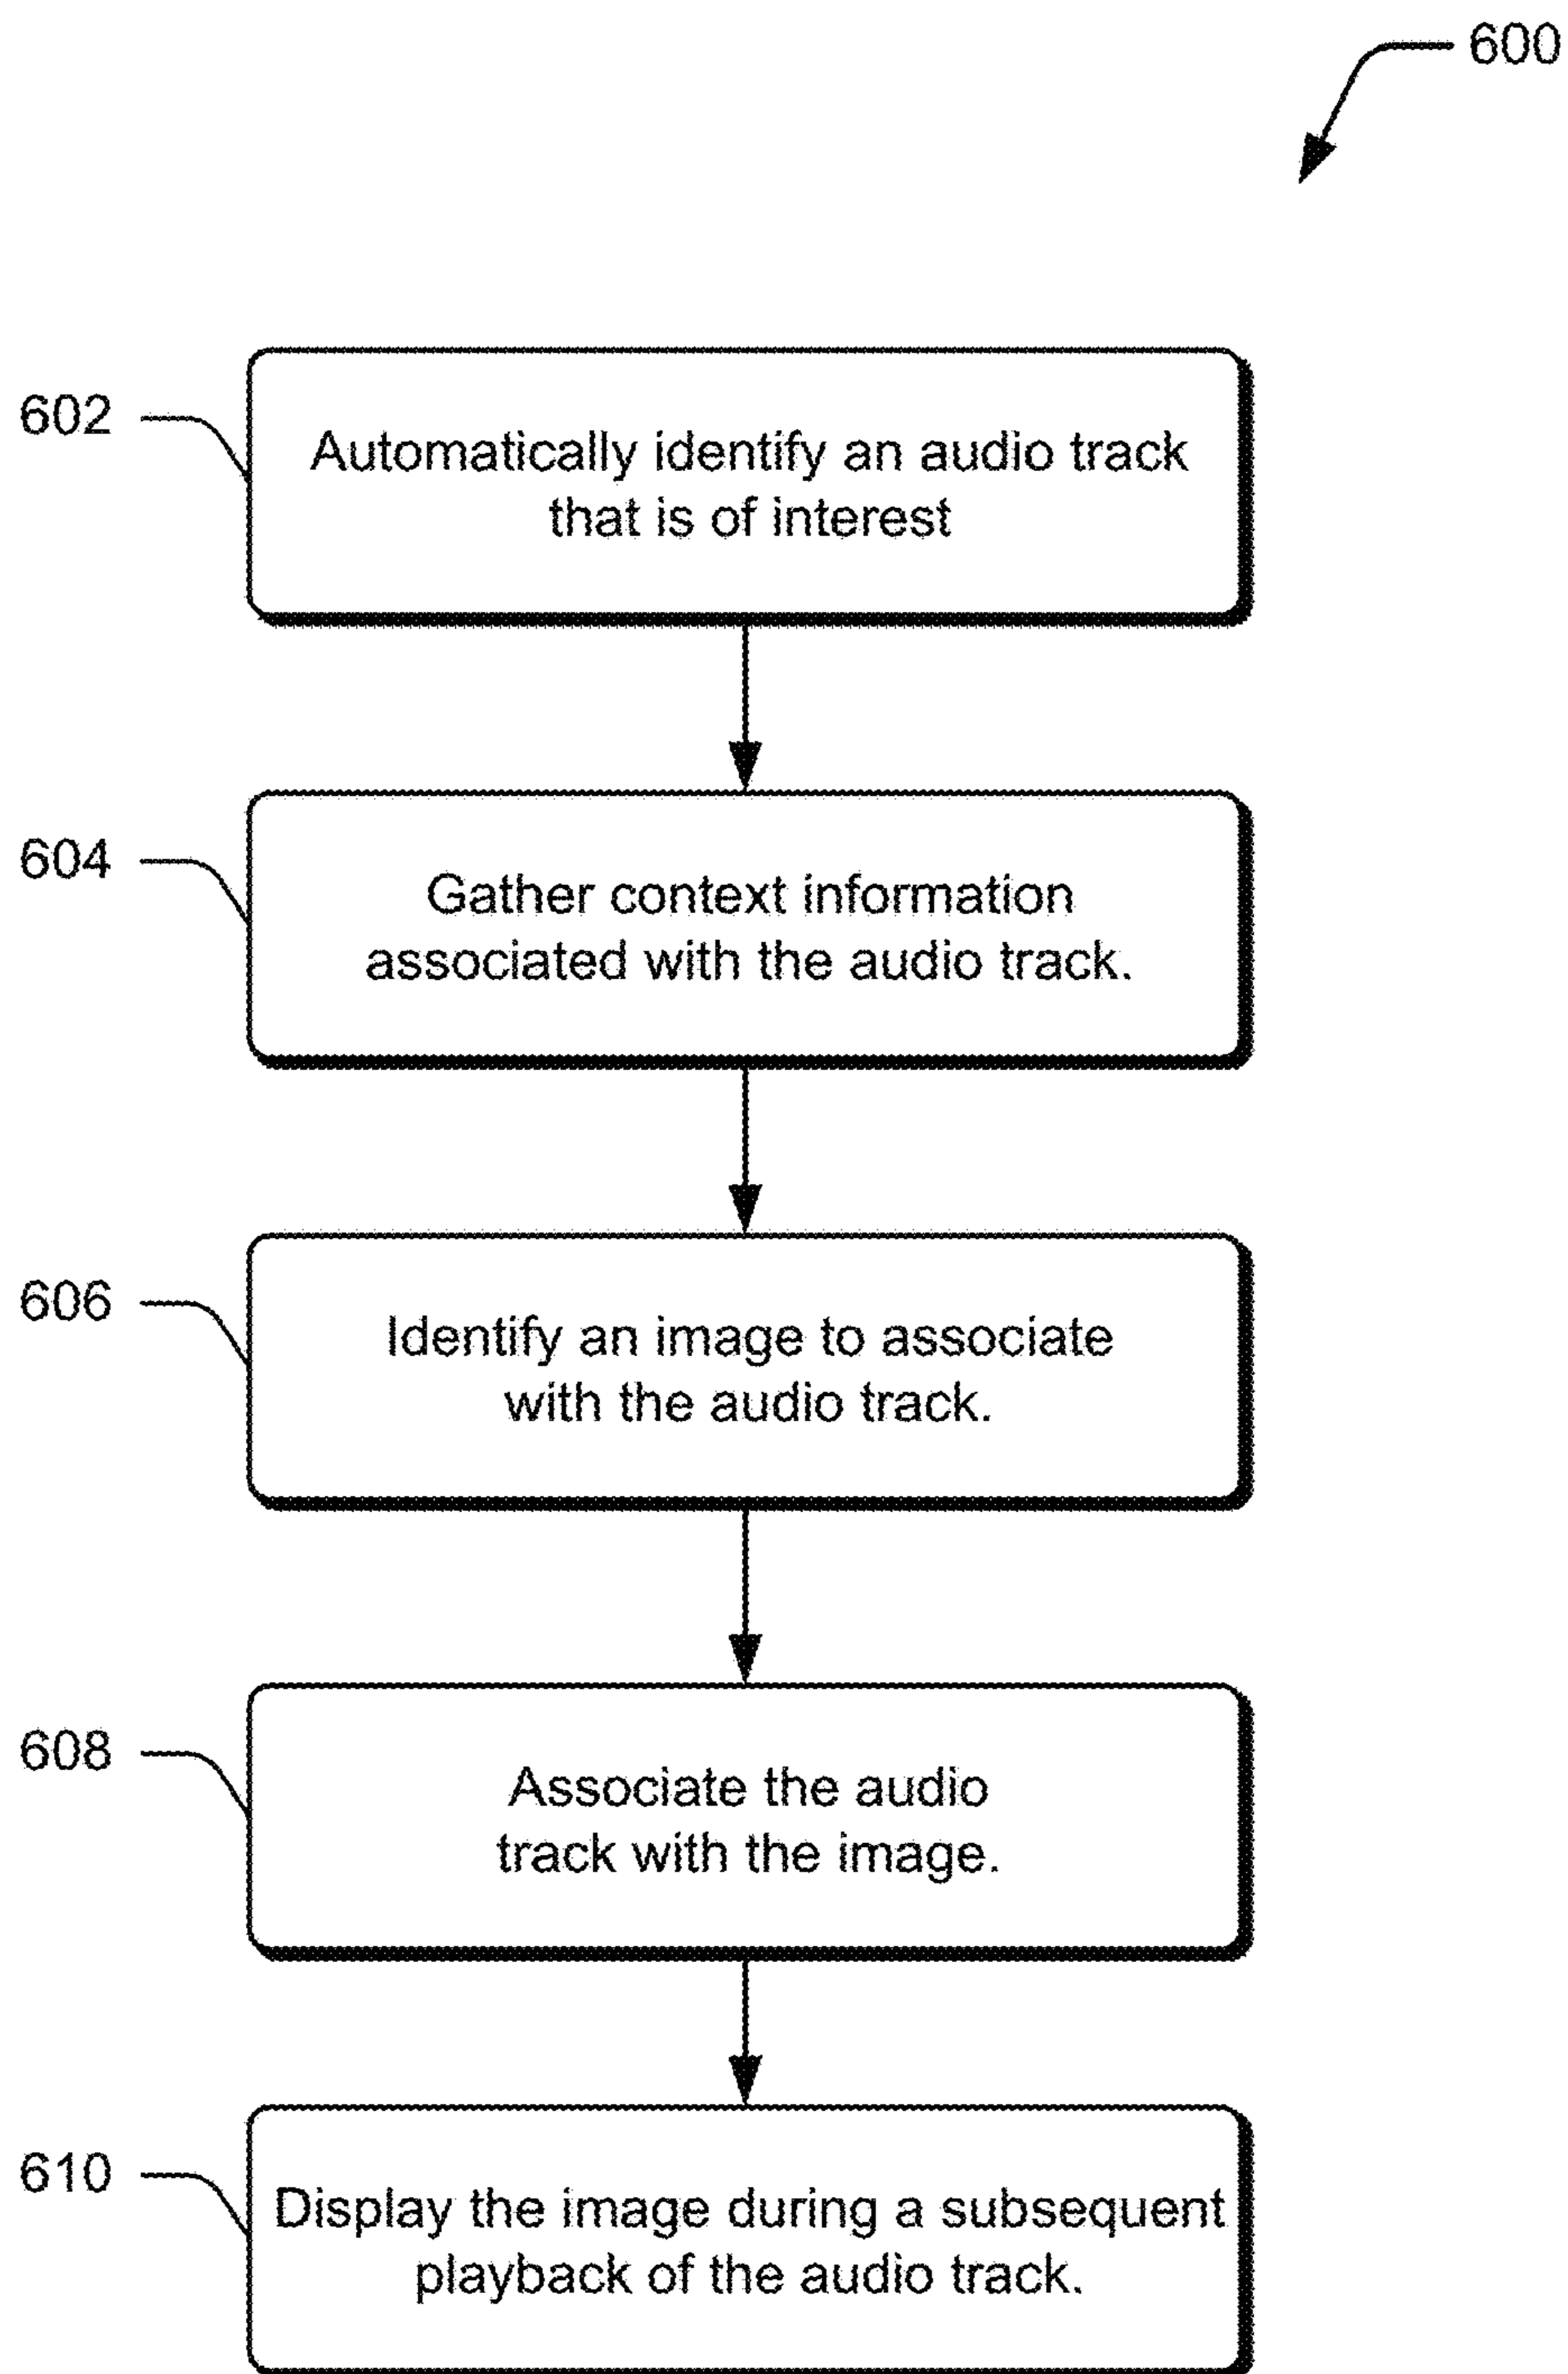 600
602
Automatically identify an audio track
that is of interest
604
Gather context information
associated with the audio track.
606
Identify an image to associate
with the audio track.
608
Associate the audio
track with the image.
610
Display the image during a subsequent
playback of the audio track.